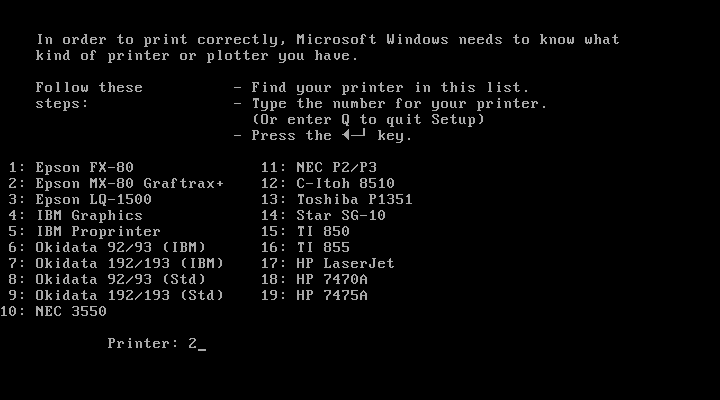 In order to print correctly, Microsoft Windows needs to know what
kind of printer or plotter you have.
Follow these - Find your printer in this list.
steps: - Type the number for your printer.
(Or enter Q to quit Setup)
- Press the ◄─┘ key.
1: Epson FX-80 11: NEC P2/P3
2: Epson MX-80 Graftrax+ 12: C-Itoh 8510
3: Epson LQ-1500 13: Toshiba P1351
4: IBM Graphics 14: Star SG-10
5: IBM Proprinter 15: TI 850
6: Okidata 92/93 (IBM) 16: TI 855
7: Okidata 192/193 (IBM) 17: HP LaserJet
8: Okidata 92/93 (Std) 18: HP 7470A
9: Okidata 192/193 (Std) 19: HP 7475A
10: NEC 3550
Printer: 2_